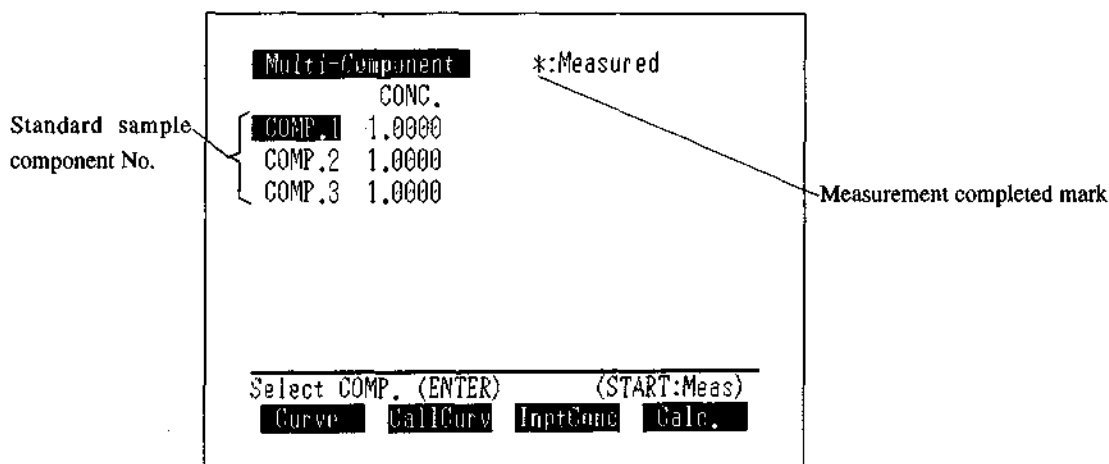 Multi-Component *:Measured
CONC.
Standard sample component No.
COMP.1 1.0000
COMP.2 1.0000
COMP.3 1.0000
Measurement completed mark
Select COMP. (ENTER) (START:Meas)
Curve CallCurv InptConc Calc.